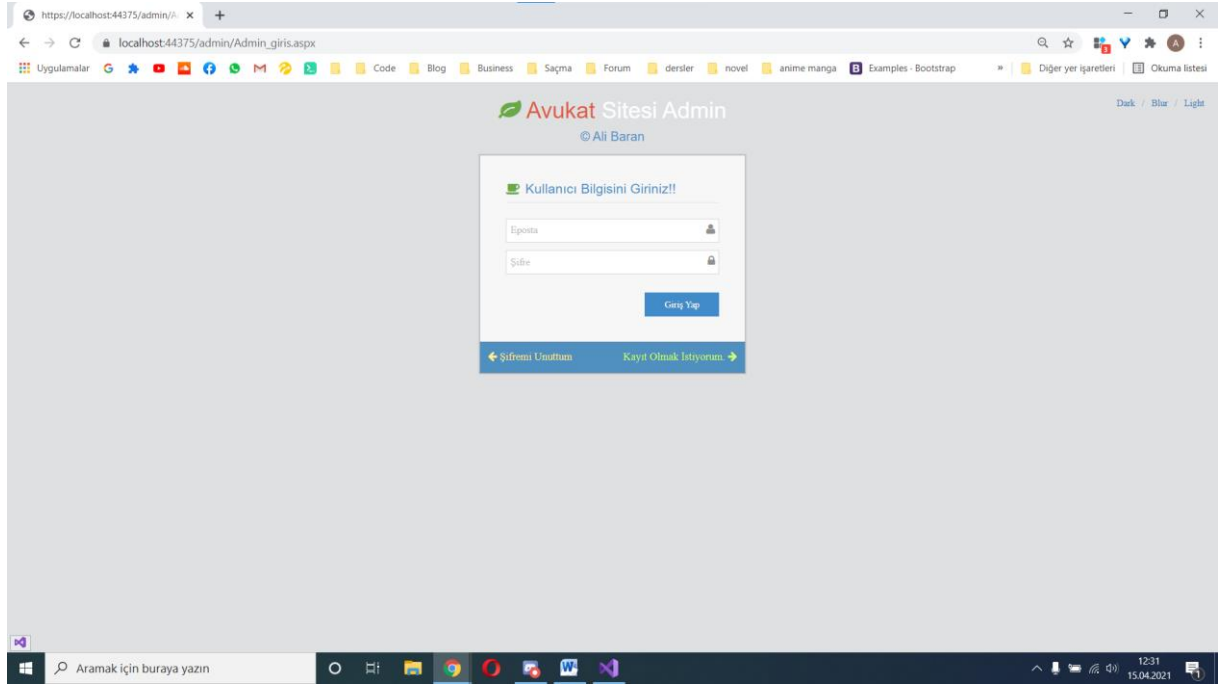 https://localhost:44375/admin/A
localhost:44375/admin/Admin_giris.aspx
Uygulamalar Code Blog Business Saçma Forum dersler novel anime manga B Examples - Bootstrap » Diğer yer işaretleri Okuma listesi
Avukat Sitesi Admin
Dark / Blur / Light
© Ali Baran
Kullanıcı Bilgisini Giriniz!!
Eposta
Şifre
Giriş Yap
Şifremi Unuttum
Kayıt Olmak İstiyorum.
Aramak için buraya yazın
12:31
15.04.2021